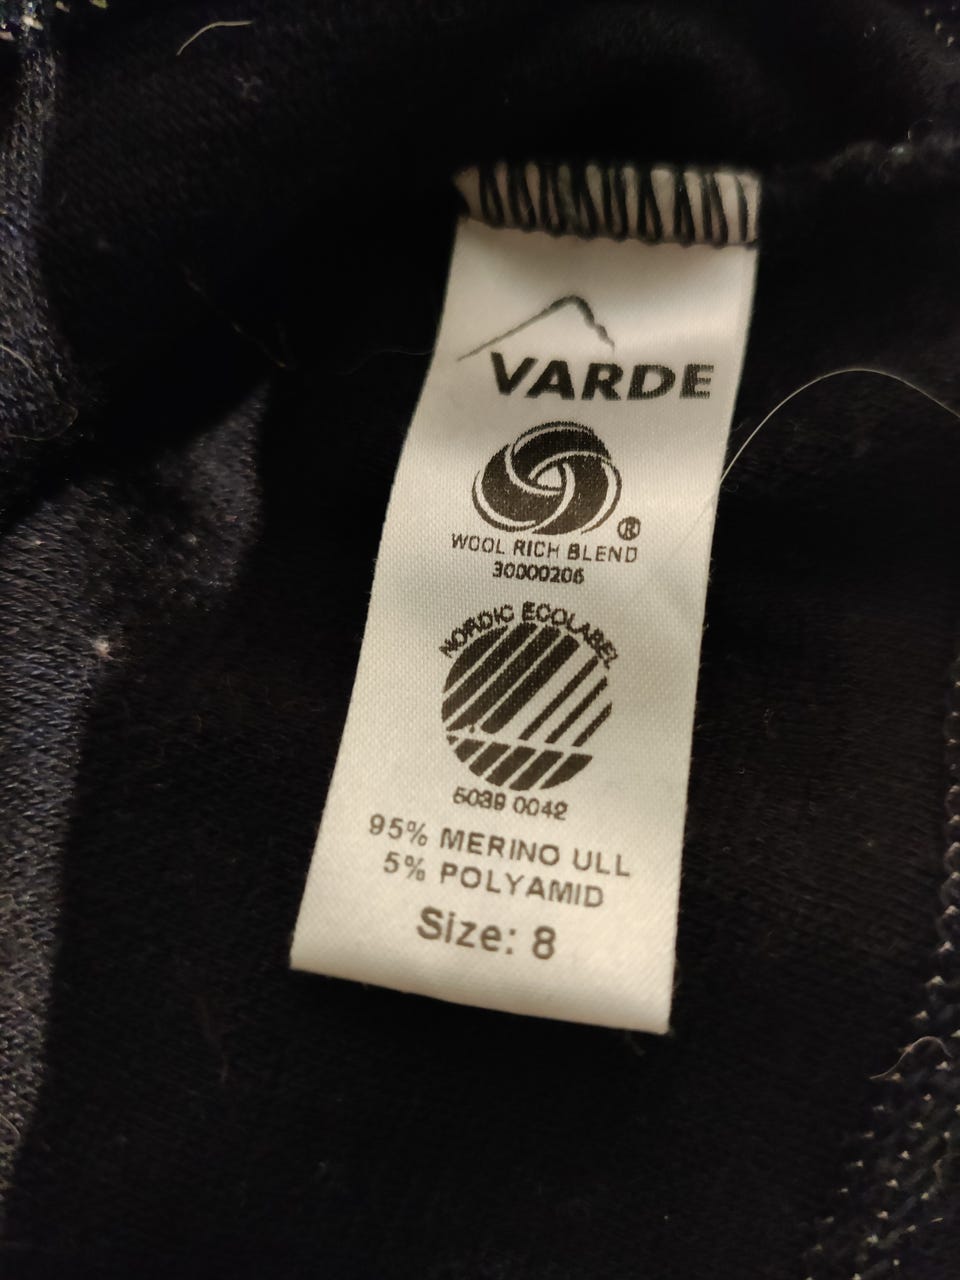 VARDE
®
WOOL RICH BLEND
30000206
NORDIC ECOLABEL
5039 0042
95% MERINO ULL
5% POLYAMID
Size: 8